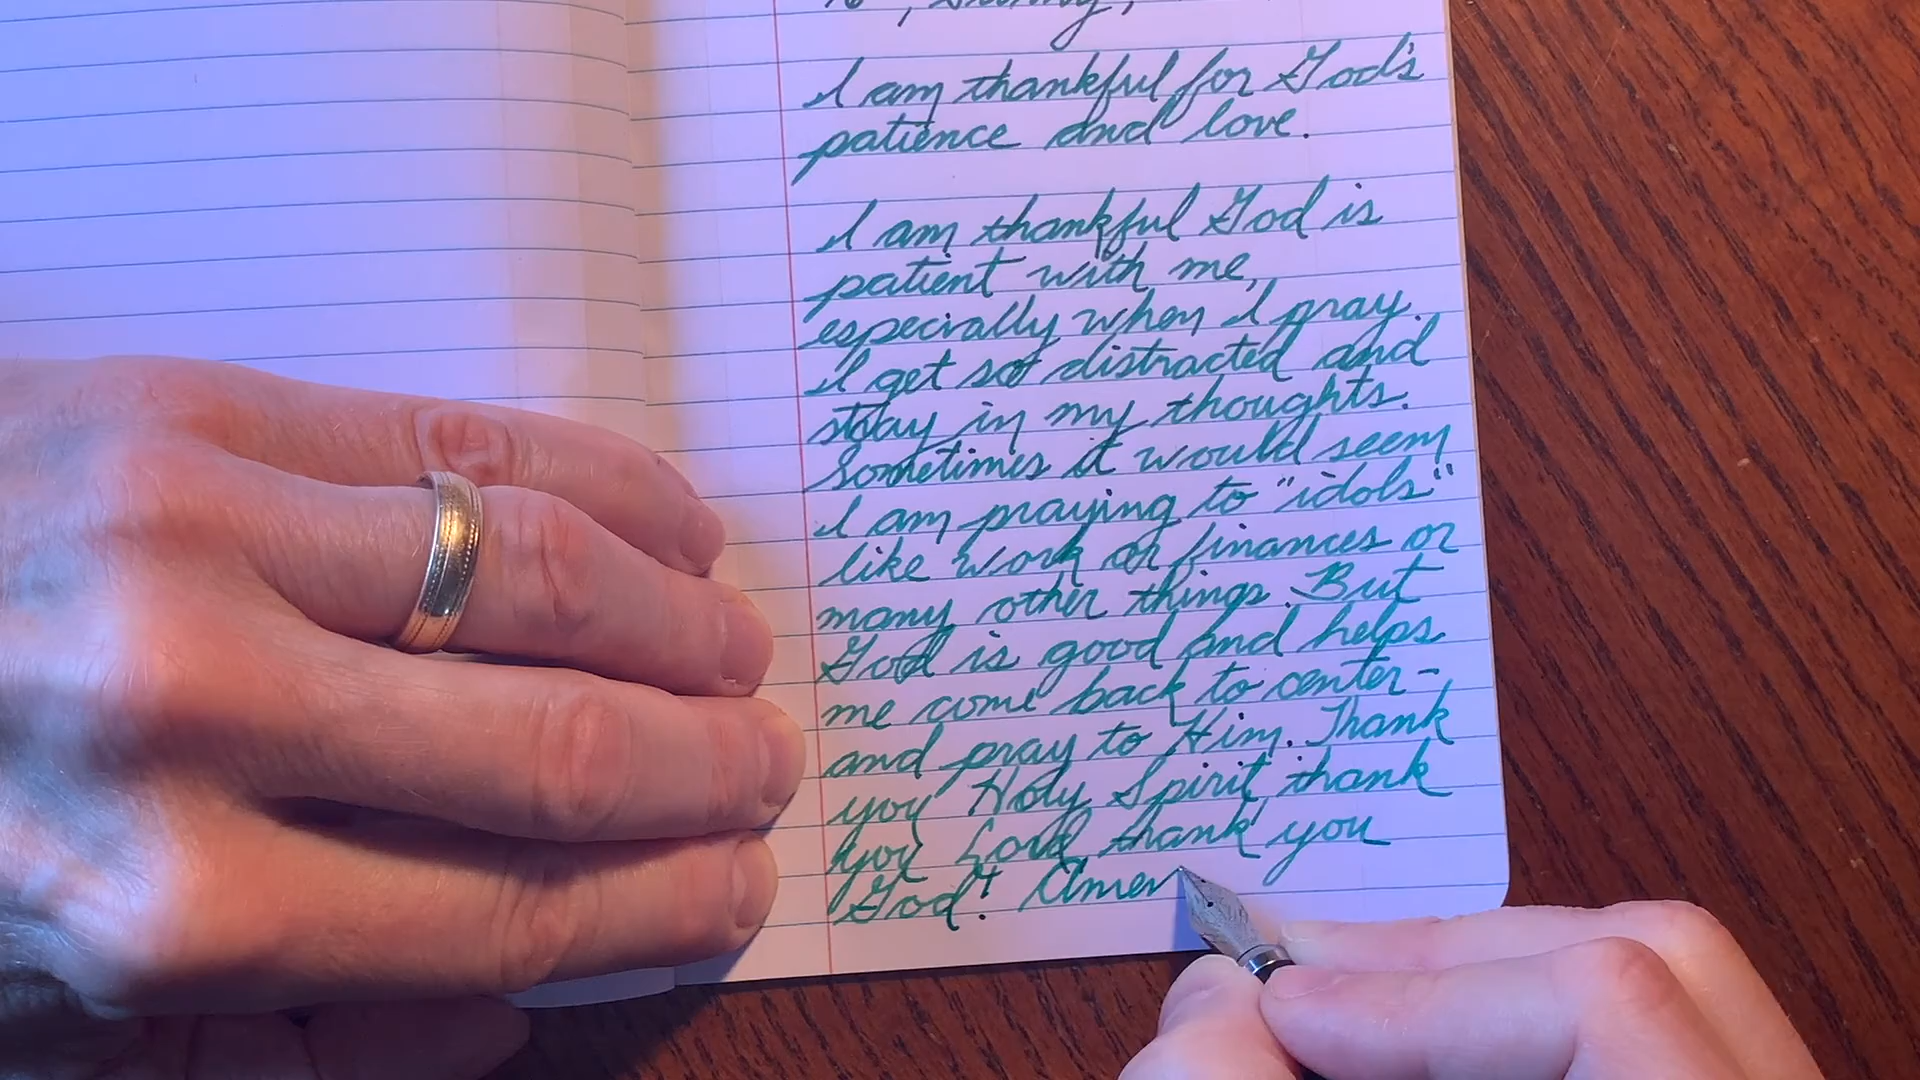 , Sunny,
I am thankful for God's
patience and love.
I am thankful God is
patient with me,
especially when I pray.
I get so distracted and
stay in my thoughts.
Sometimes it would seem
I am praying to "idols"
like work or finances or
many other things. But
God is good and helps
me come back to center-
and pray to Him. Thank
you Holy Spirit, thank
you Lord, thank you
God! Amen